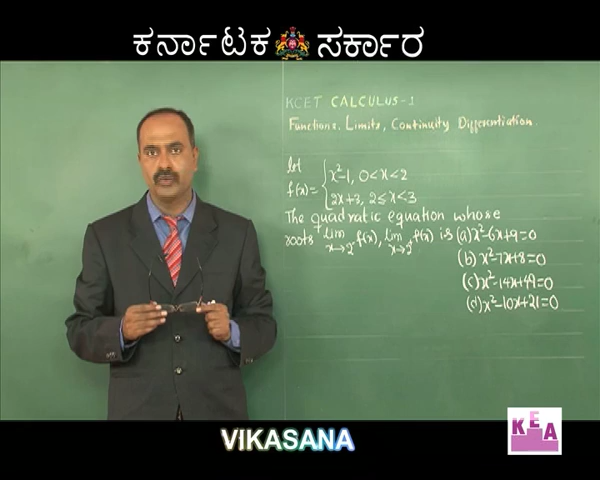 ಕರ್ನಾಟಕ ಸರ್ಕಾರ
KCET CALCULUS-1
Functions, Limits, Continuity Differentiation.
let
f(x)= { x²-1, 0<x<2
2x+3, 2≤x<3
The quadratic equation whose
roots lim x→2⁻ f(x), lim x→2⁺ f(x) is (a) x²-6x+9=0
(b) x²-7x+8=0
(c) x²-14x+49=0
(d) x²-10x+21=0
VIKASANA
KEA